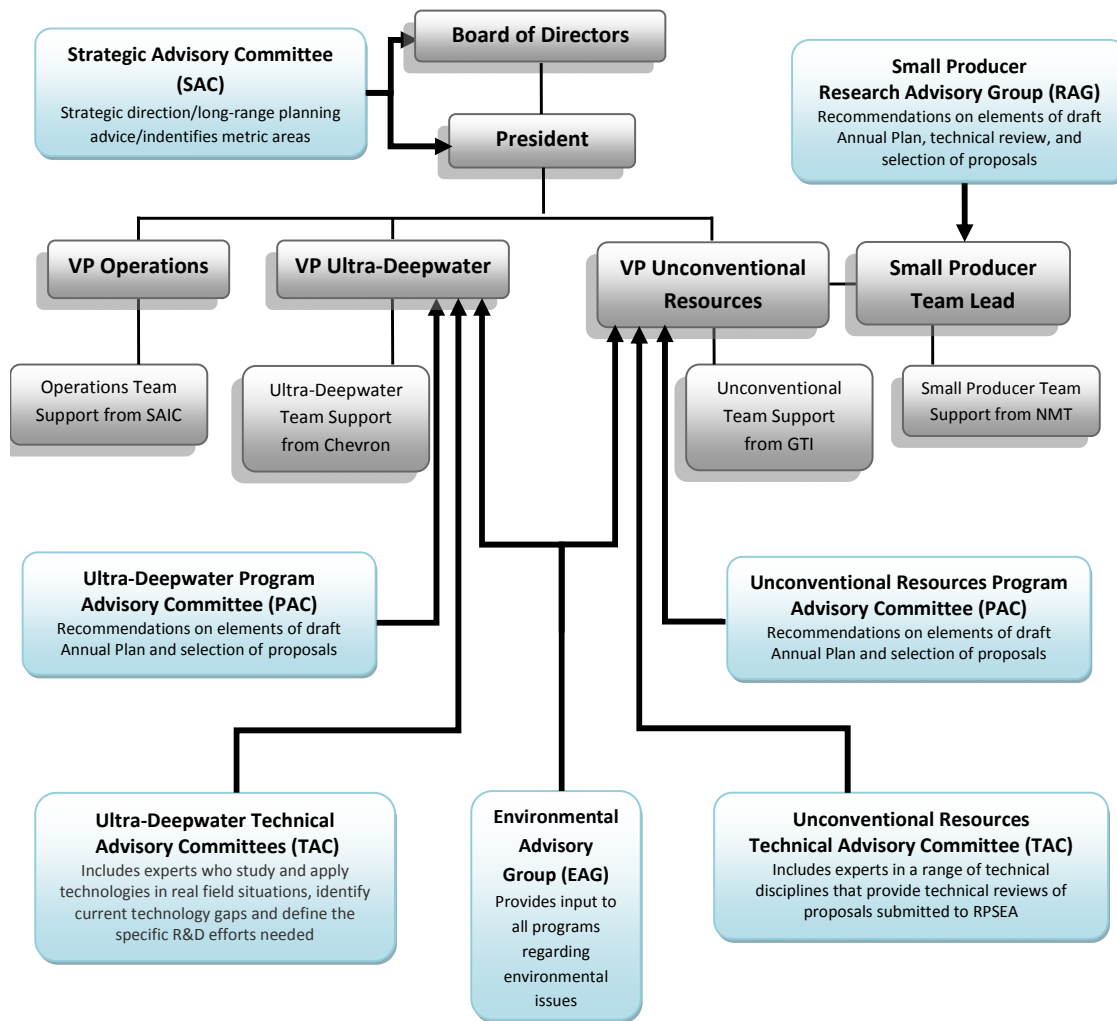 Board of Directors
Strategic Advisory Committee
(SAC)
Strategic direction/long-range planning
advice/indentifies metric areas
Small Producer
Research Advisory Group (RAG)
Recommendations on elements of draft
Annual Plan, technical review, and
selection of proposals
President
VP Operations
VP Ultra-Deepwater
VP Unconventional
Resources
Small Producer
Team Lead
Operations Team
Support from SAIC
Ultra-Deepwater
Team Support
from Chevron
Unconventional
Team Support
from GTI
Small Producer Team
Support from NMT
Ultra-Deepwater Program
Advisory Committee (PAC)
Recommendations on elements of draft
Annual Plan and selection of proposals
Unconventional Resources Program
Advisory Committee (PAC)
Recommendations on elements of draft
Annual Plan and selection of proposals
Ultra-Deepwater Technical
Advisory Committees (TAC)
Includes experts who study and apply
technologies in real field situations, identify
current technology gaps and define the
specific R&D efforts needed
Environmental
Advisory
Group (EAG)
Provides input to
all programs
regarding
environmental
issues
Unconventional Resources
Technical Advisory Committee (TAC)
Includes experts in a range of technical
disciplines that provide technical reviews of
proposals submitted to RPSEA